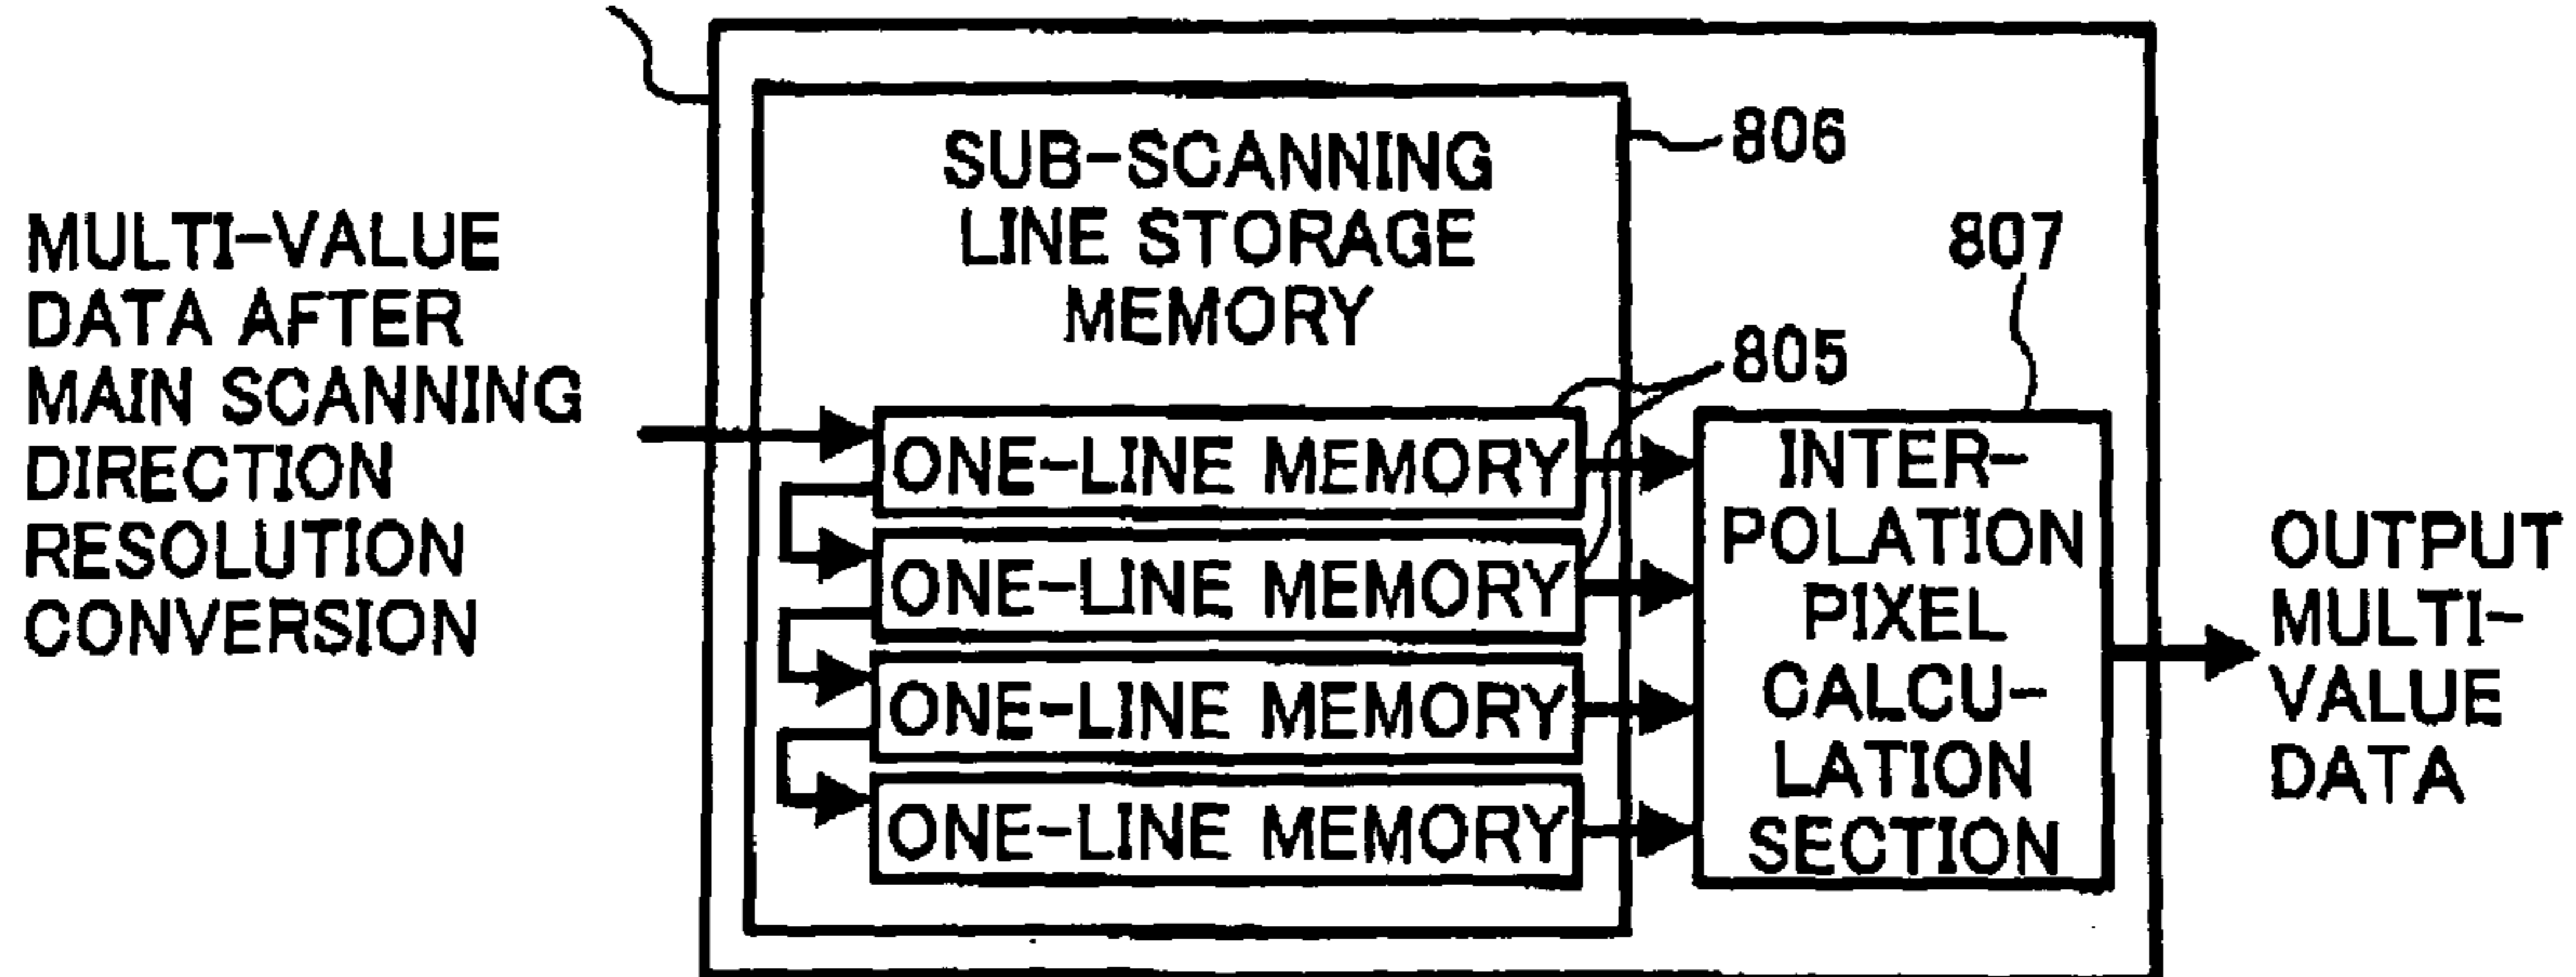 MULTI-VALUE
DATA AFTER
MAIN SCANNING
DIRECTION
RESOLUTION
CONVERSION
SUB-SCANNING
LINE STORAGE
MEMORY
806
805
807
ONE-LINE MEMORY
ONE-LINE MEMORY
ONE-LINE MEMORY
ONE-LINE MEMORY
INTER-
POLATION
PIXEL
CALCU-
LATION
SECTION
OUTPUT
MULTI-
VALUE
DATA